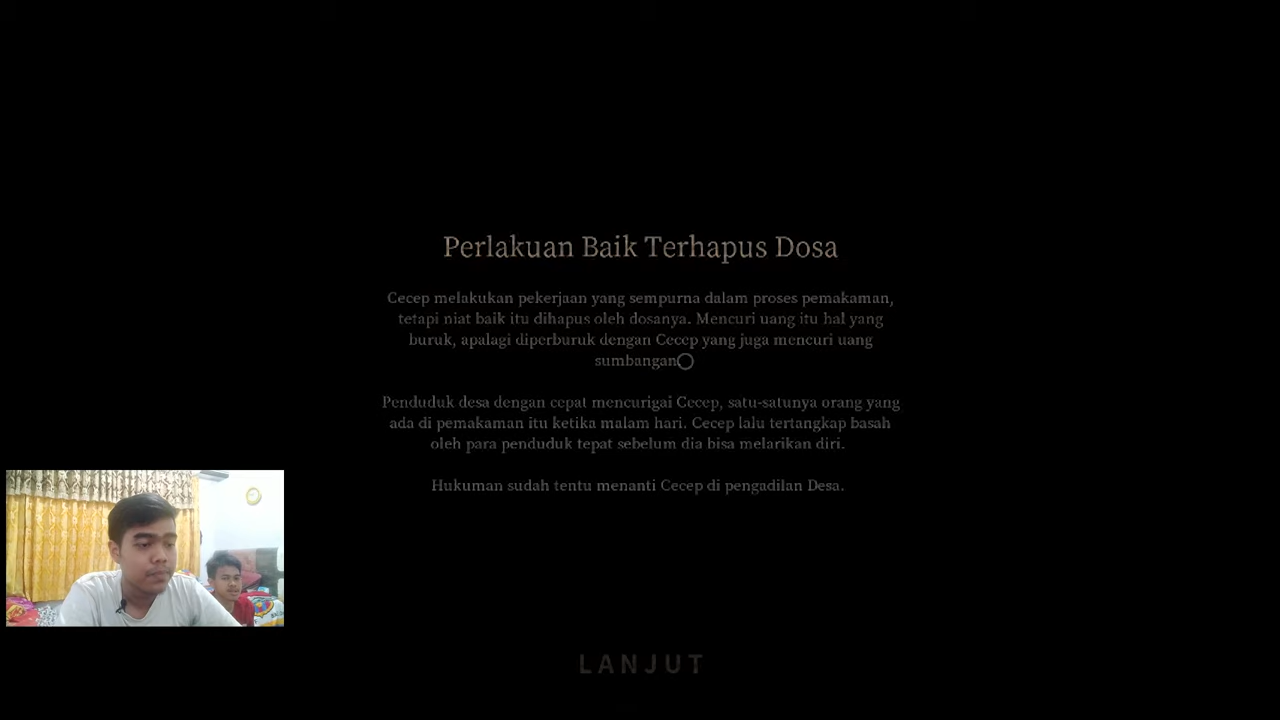 Perlakuan Baik Terhapus Dosa
Cecep melakukan pekerjaan yang sempurna dalam proses pemakaman,
tetapi niat baik itu dihapus oleh dosanya. Mencuri uang itu hal yang
buruk, apalagi diperburuk dengan Cecep yang juga mencuri uang
sumbangan
Penduduk desa dengan cepat mencurigai Cecep, satu-satunya orang yang
ada di pemakaman itu ketika malam hari. Cecep lalu tertangkap basah
oleh para penduduk tepat sebelum dia bisa melarikan diri.
Hukuman sudah tentu menanti Cecep di pengadilan Desa.
LANJUT